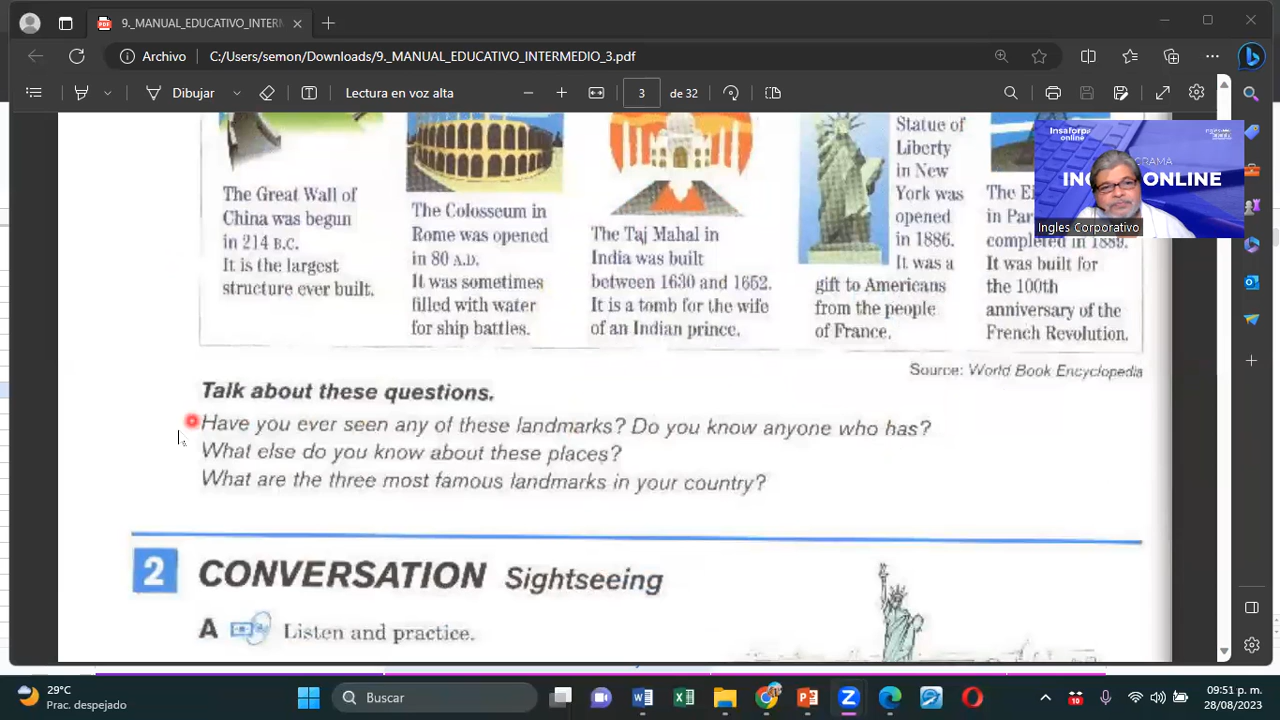 9._MANUAL_EDUCATIVO_INTERM
Archivo
C:/Users/semon/Downloads/9._MANUAL_EDUCATIVO_INTERMEDIO_3.pdf
Dibujar
Lectura en voz alta
3
de 32
The Great Wall of
China was begun
in 214 B.C.
It is the largest
structure ever built.
The Colosseum in
Rome was opened
in 80 A.D.
It was sometimes
filled with water
for ship battles.
The Taj Mahal in
India was built
between 1630 and 1652.
It is a tomb for the wife
of an Indian prince.
Statue of
Liberty
in New
York was
opened
in 1886.
It was a
gift to Americans
from the people
of France.
The Ei
in Par
completed in 1889.
It was built for
the 100th
anniversary of the
French Revolution.
Insaforp
online
GRAMA
ING ONLINE
Ingles Corporativo
Source: World Book Encyclopedia
Talk about these questions.
Have you ever seen any of these landmarks? Do you know anyone who has?
What else do you know about these places?
What are the three most famous landmarks in your country?
2 CONVERSATION Sightseeing
A Listen and practice.
29°C
Prac. despejado
Buscar
09:51 p. m.
28/08/2023